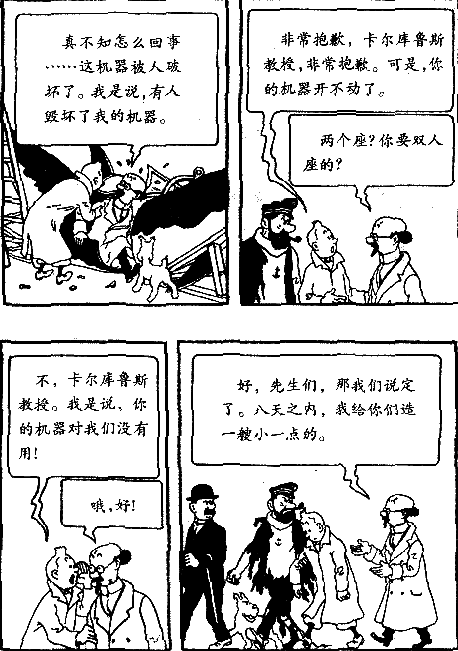 真不知怎么回事
……这机器被人破
坏了。我是说,有人
毁坏了我的机器。
非常抱歉,卡尔库鲁斯
教授,非常抱歉。可是,你
的机器开不动了。
两个座?你要双人
座的?
不,卡尔库鲁斯
教授。我是说,你
的机器对我们没有
用!
哦,好!
好,先生们,那我们说定
了。八天之内,我给你们造
一艘小一点的。